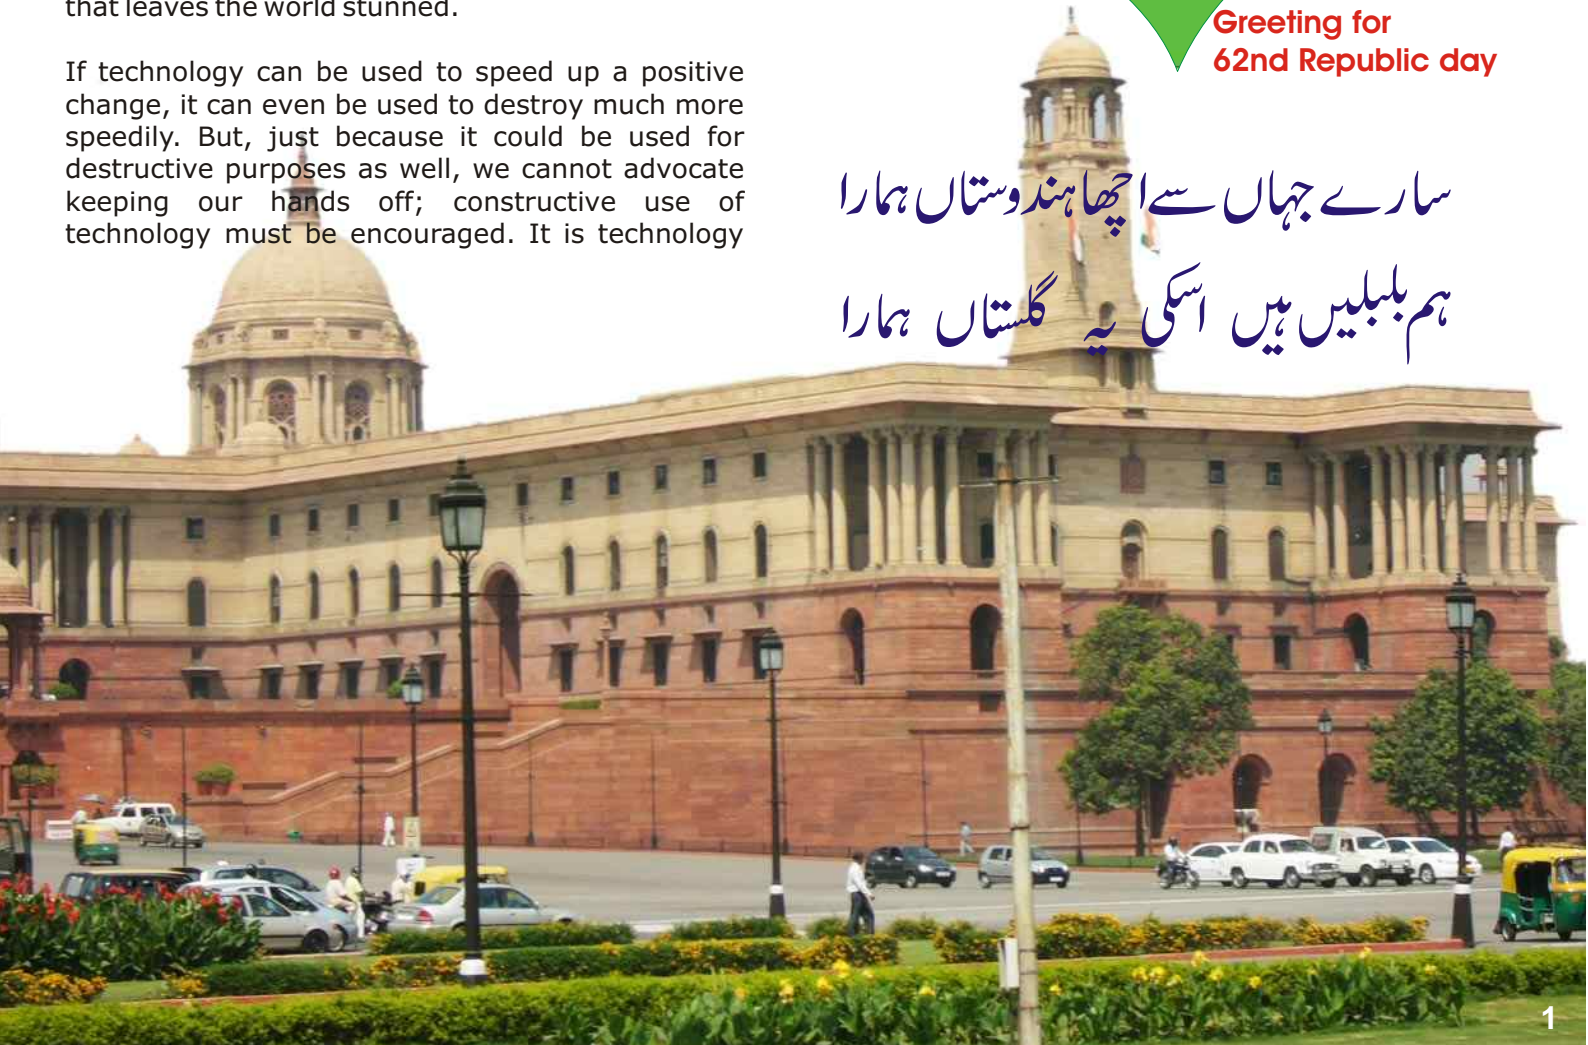 that leaves the world stunned.
If technology can be used to speed up a positive
change, it can even be used to destroy much more
speedily. But, just because it could be used for
destructive purposes as well, we cannot advocate
keeping our hands off; constructive use of
technology must be encouraged. It is technology
Greeting for
62nd Republic day
سارے جہاں سے اچھا ہندوستاں ہمارا
ہم بلبلیں ہیں اسکی یہ گلستاں ہمارا
1